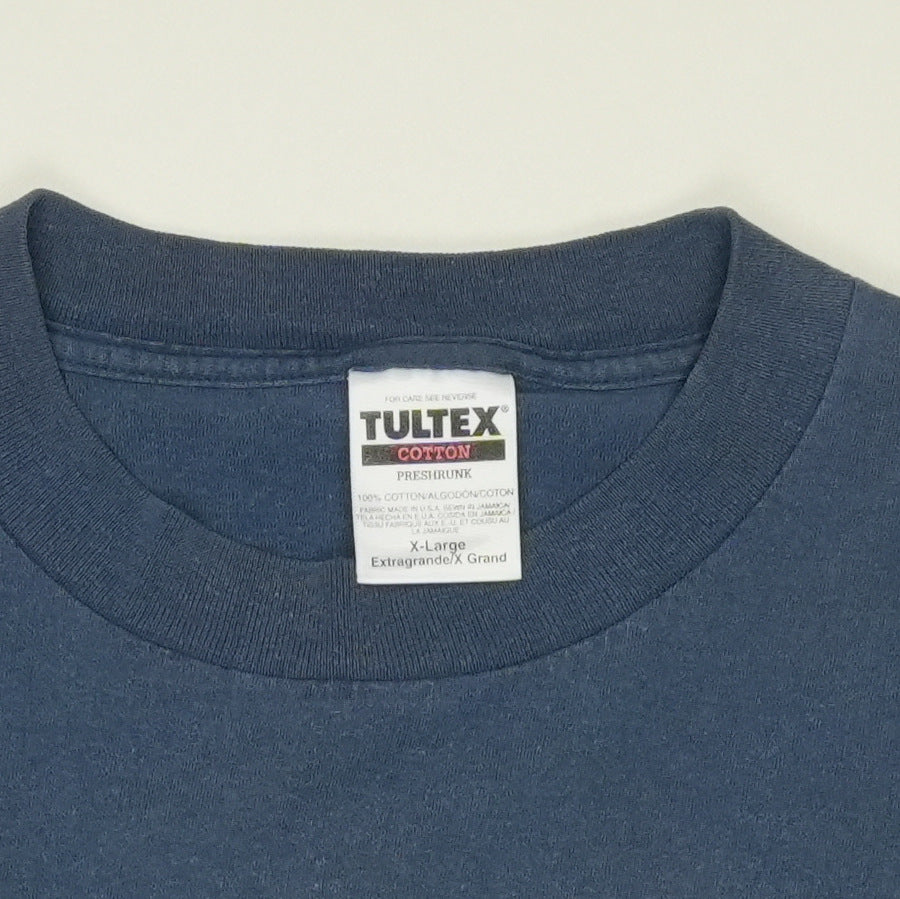 FOR CARE SEE REVERSE
TULTEX®
COTTON
PRESHRUNK
100% COTTON/ALGODÓN/COTON
FABRIC MADE IN U.S.A. SEWN IN JAMAICA/
TELA HECHA EN E.U.A. COSIDA EN JAMAICA/
TISSU FABRIQUE AUX E.-U. ET COUSU AU
LA JAMAIQUE
X-Large
Extragrande/X Grand